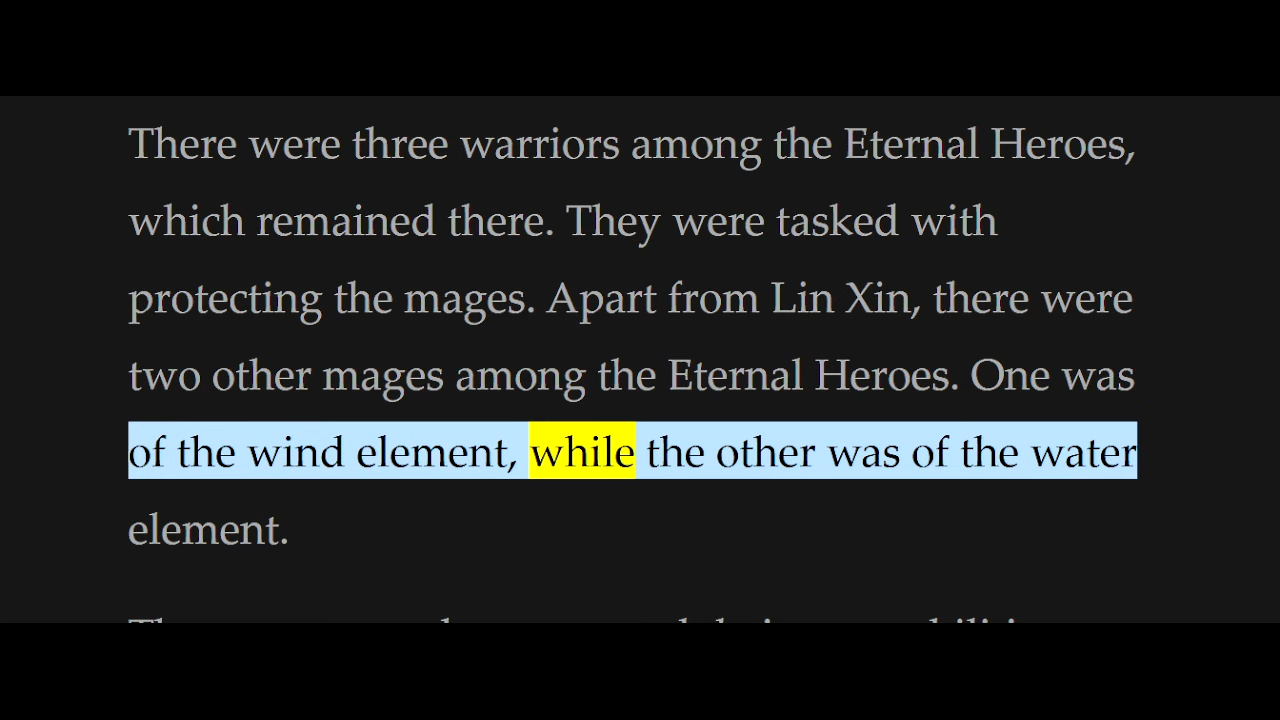 There were three warriors among the Eternal Heroes,
which remained there. They were tasked with
protecting the mages. Apart from Lin Xin, there were
two other mages among the Eternal Heroes. One was
of the wind element, while the other was of the water
element.